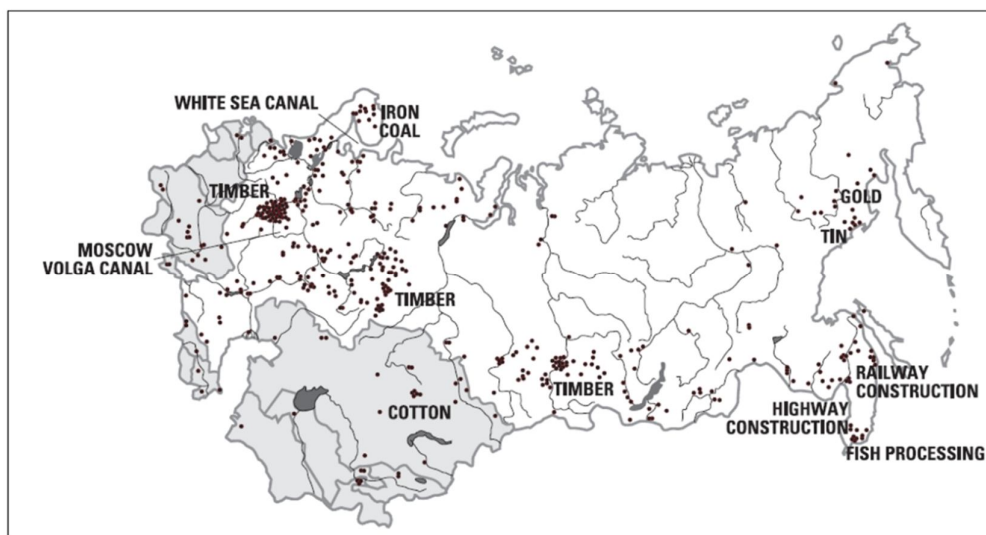 WHITE SEA CANAL
IRON
COAL
TIMBER
MOSCOW
VOLGA CANAL
TIMBER
COTTON
TIMBER
GOLD
TIN
RAILWAY
CONSTRUCTION
HIGHWAY
CONSTRUCTION
FISH PROCESSING